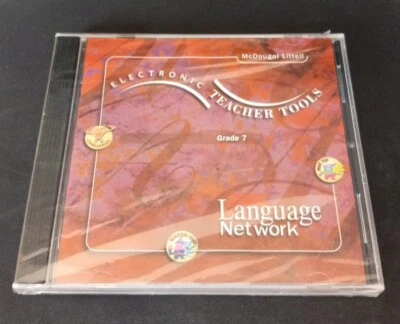 McDougal Littell
ELECTRONIC
TEACHER TOOLS
Grade 7
Language
Network